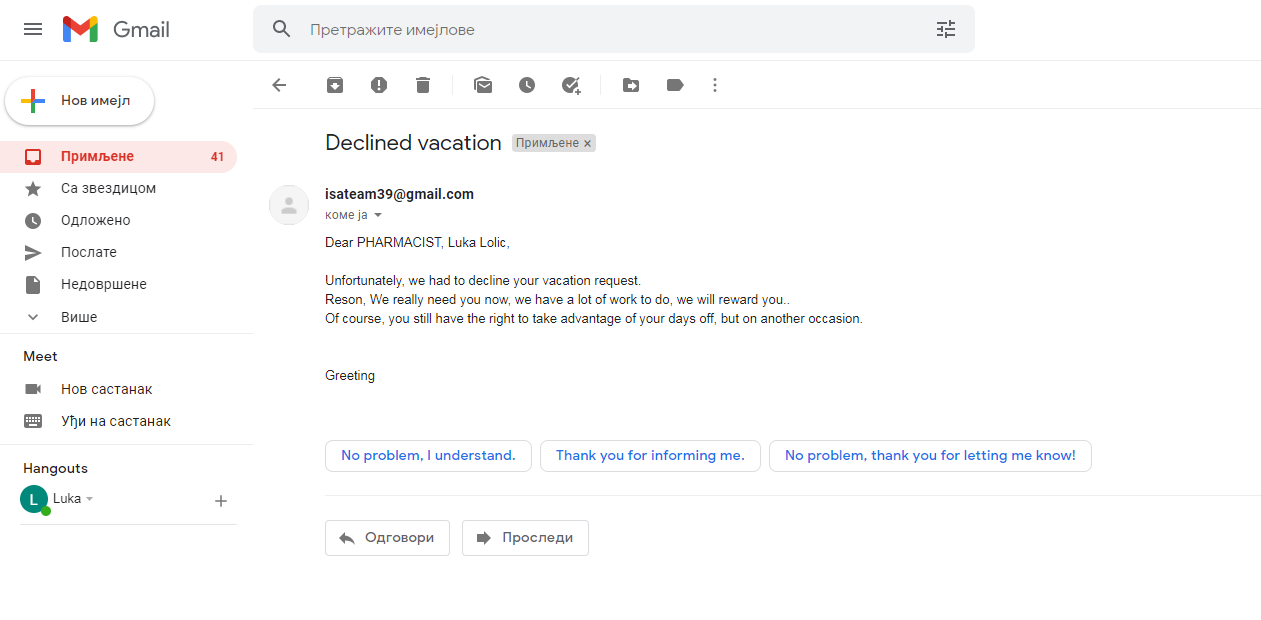 Gmail
Претражите имејлове
Нов имејл
Примљене 41
Са звездицом
Одложено
Послате
Недовршене
Више
Meet
Нов састанак
Уђи на састанак
Hangouts
L Luka
Declined vacation Примљене ×
isateam39@gmail.com
коме ја
Dear PHARMACIST, Luka Lolic,
Unfortunately, we had to decline your vacation request.
Reson, We really need you now, we have a lot of work to do, we will reward you..
Of course, you still have the right to take advantage of your days off, but on another occasion.
Greeting
No problem, I understand. Thank you for informing me. No problem, thank you for letting me know!
Одговори Проследи